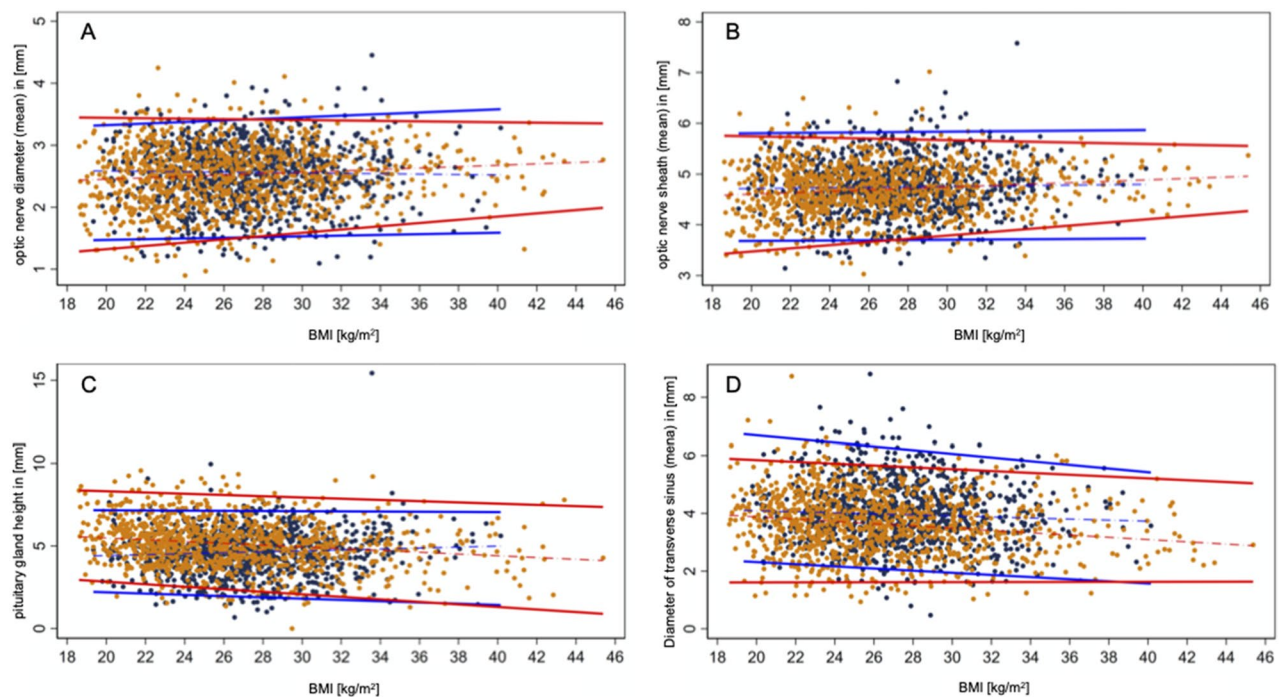 A
optic nerve diameter (mean) in [mm]
5
4
3
2
1
18 20 22 24 26 28 30 32 34 36 38 40 42 44 46
BMI [kg/m²]
B
optic nerve sheath (mean) in [mm]
8
7
6
5
4
3
18 20 22 24 26 28 30 32 34 36 38 40 42 44 46
BMI [kg/m²]
C
pituitary gland height in [mm]
15
10
5
0
18 20 22 24 26 28 30 32 34 36 38 40 42 44 46
BMI [kg/m²]
D
Diameter of transverse sinus (mena) in [mm]
8
6
4
2
0
18 20 22 24 26 28 30 32 34 36 38 40 42 44 46
BMI [kg/m²]